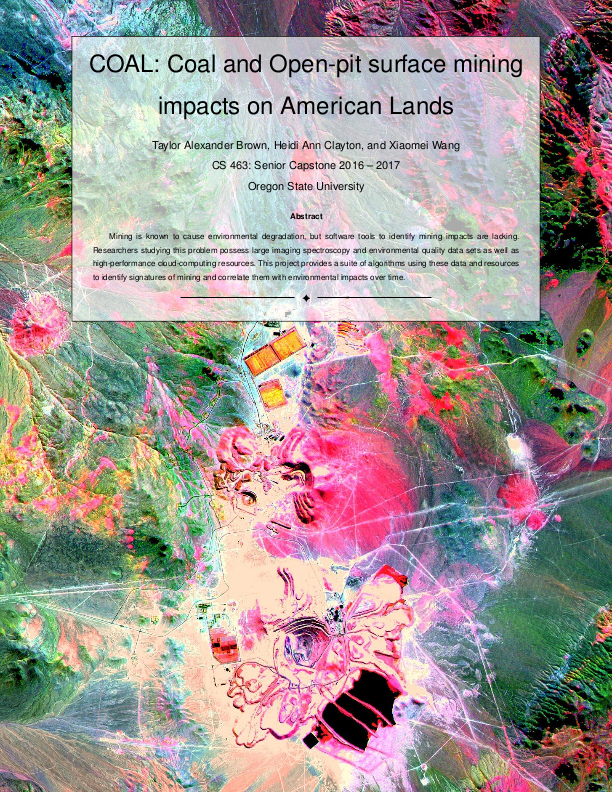 COAL: Coal and Open-pit surface mining
impacts on American Lands
Taylor Alexander Brown, Heidi Ann Clayton, and Xiaomei Wang
CS 463: Senior Capstone 2016 – 2017
Oregon State University
Abstract
Mining is known to cause environmental degradation, but software tools to identify mining impacts are lacking.
Researchers studying this problem possess large imaging spectroscopy and environmental quality data sets as well as
high-performance cloud-computing resources. This project provides a suite of algorithms using these data and resources
to identify signatures of mining and correlate them with environmental impacts over time.